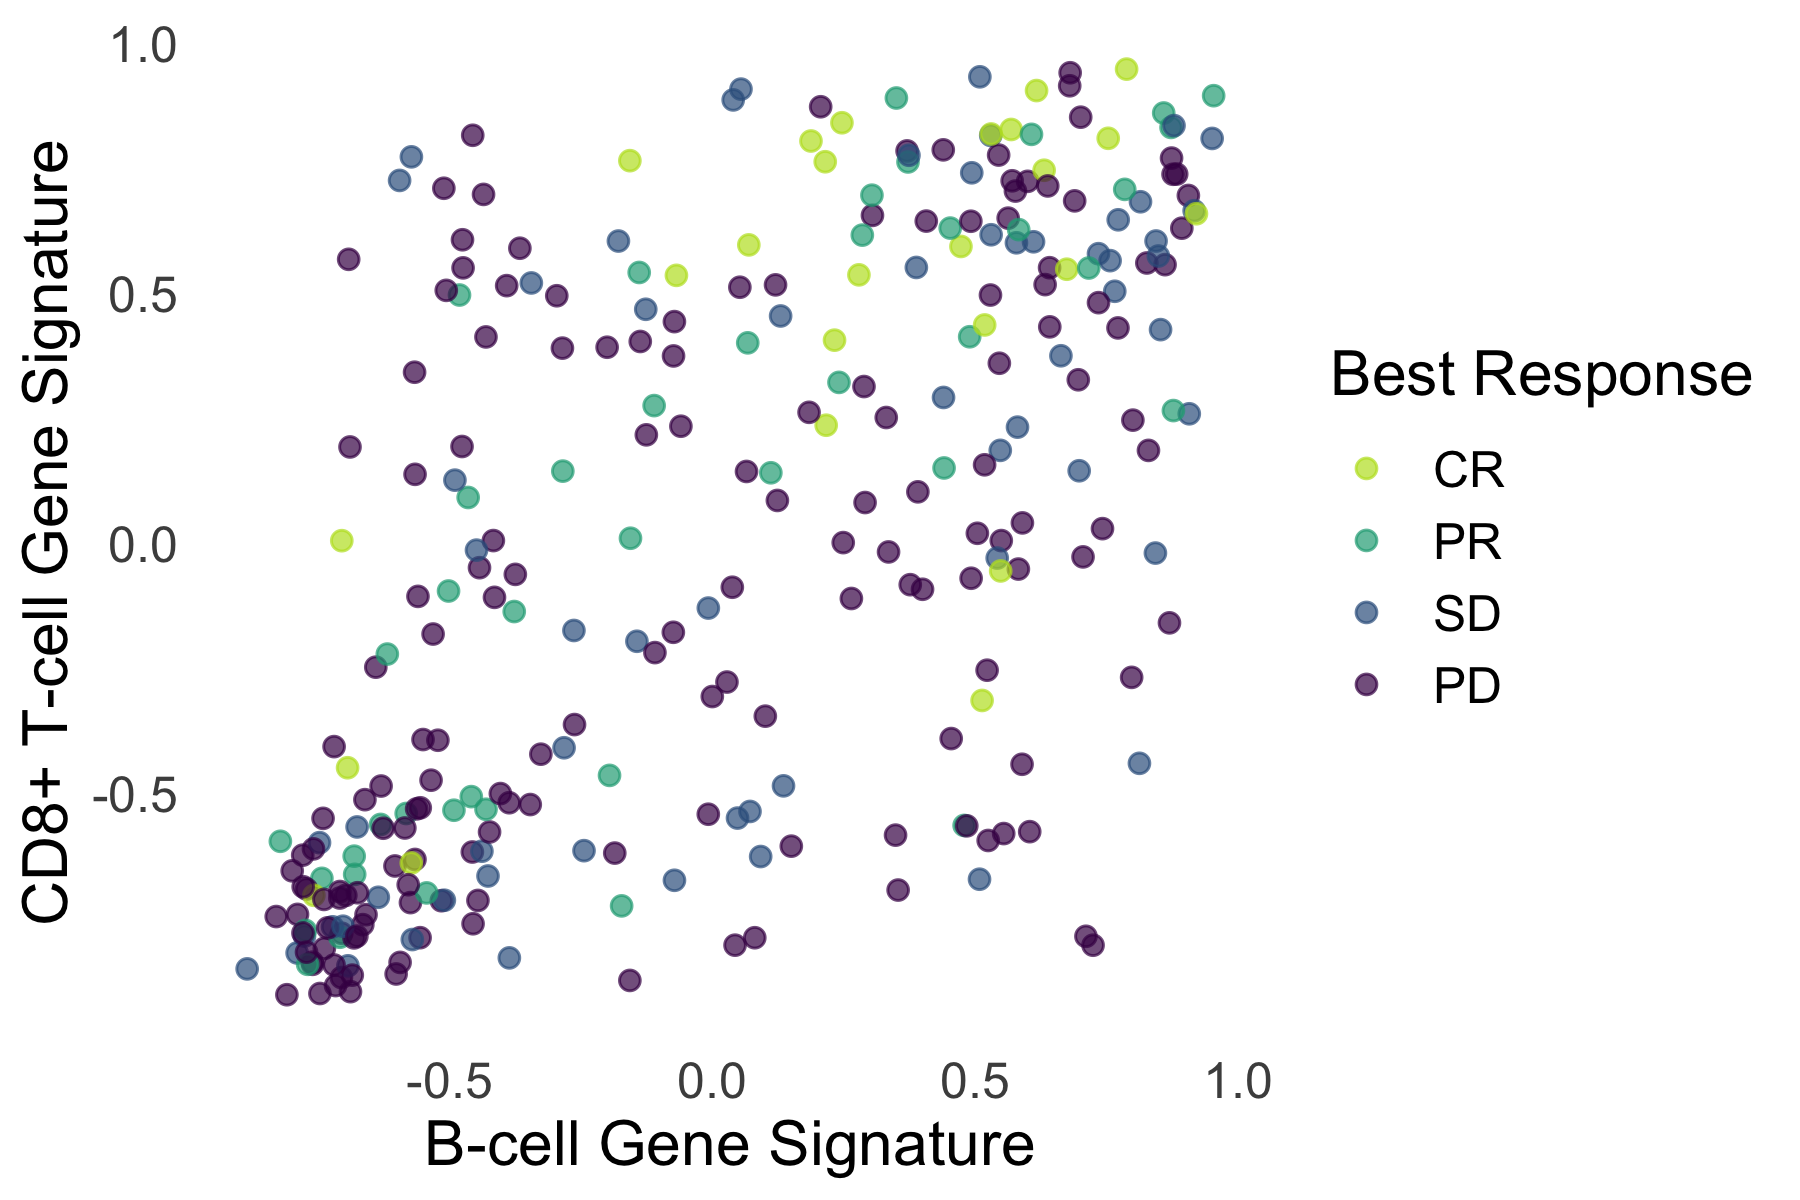 1.0
0.5
0.0
-0.5
CD8+ T-cell Gene Signature
-0.5 0.0 0.5 1.0
B-cell Gene Signature
Best Response
CR
PR
SD
PD